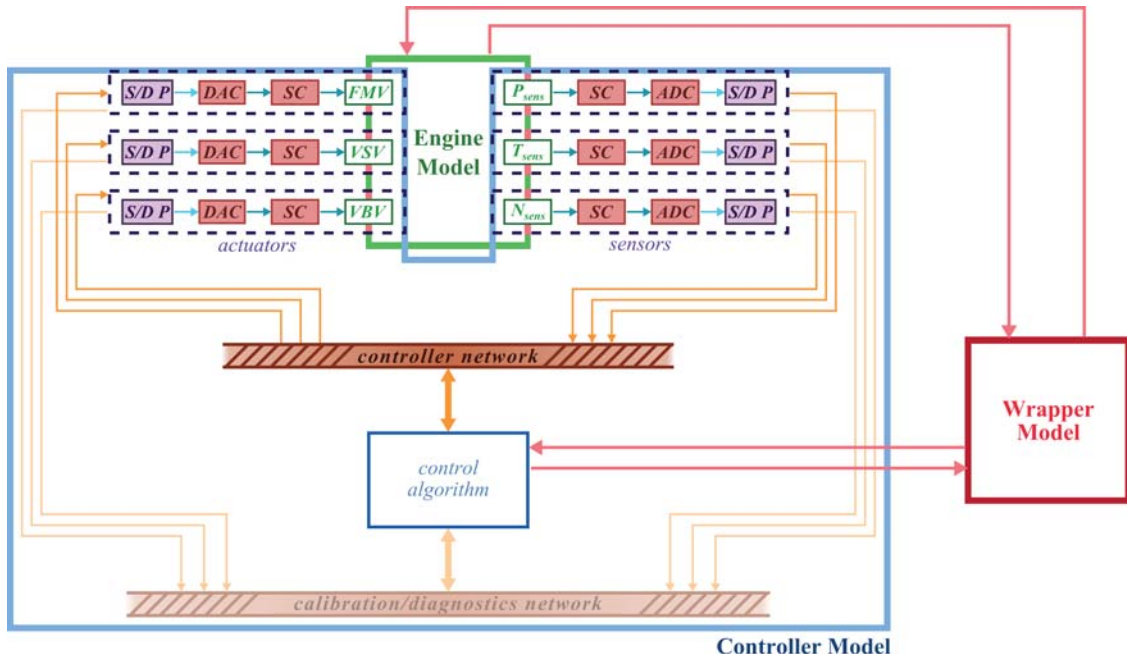 S/D P DAC SC FMV
Engine
Model
P_sens SC ADC S/D P
S/D P DAC SC VSV
T_sens SC ADC S/D P
S/D P DAC SC VBV
N_sens SC ADC S/D P
actuators
sensors
controller network
control
algorithm
Wrapper
Model
calibration/diagnostics network
Controller Model